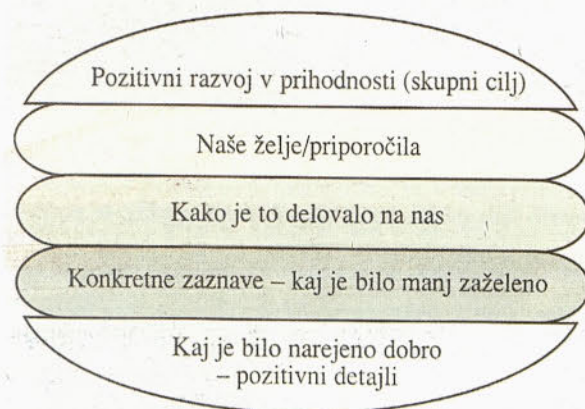 Pozitivni razvoj v prihodnosti (skupni cilj)
Naše želje/priporočila
Kako je to delovalo na nas
Konkretne zaznave – kaj je bilo manj zaželeno
Kaj je bilo narejeno dobro
– pozitivni detajli